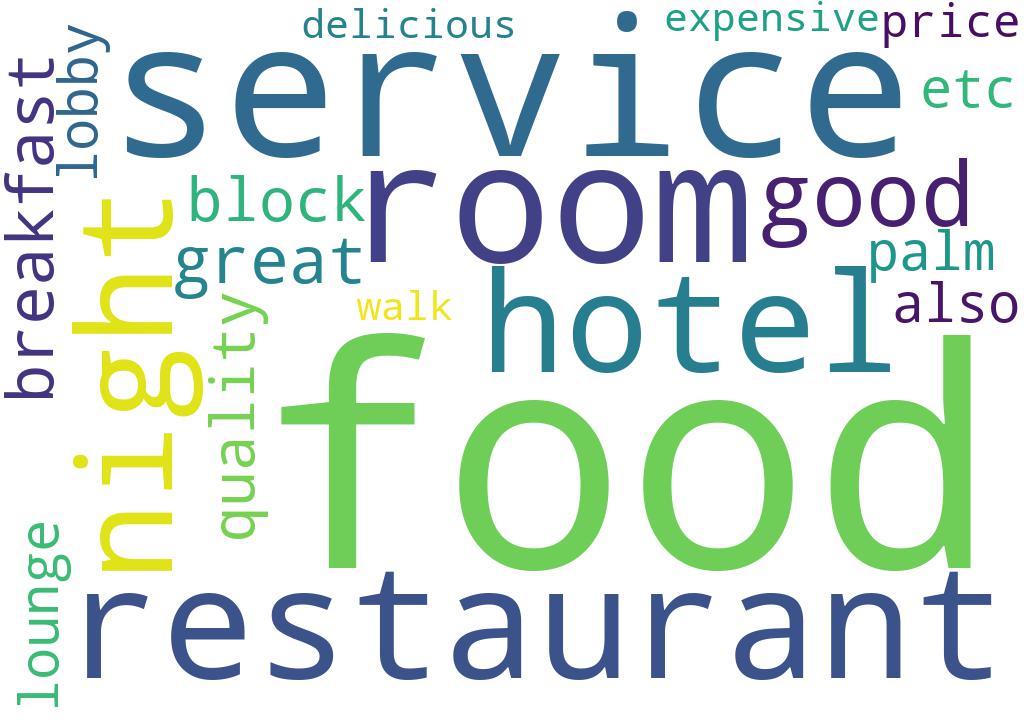 delicious
expensive
price
service
etc
lobby
breakfast
room
good
block
great
palm
also
night
hotel
walk
quality
food
lounge
restaurant